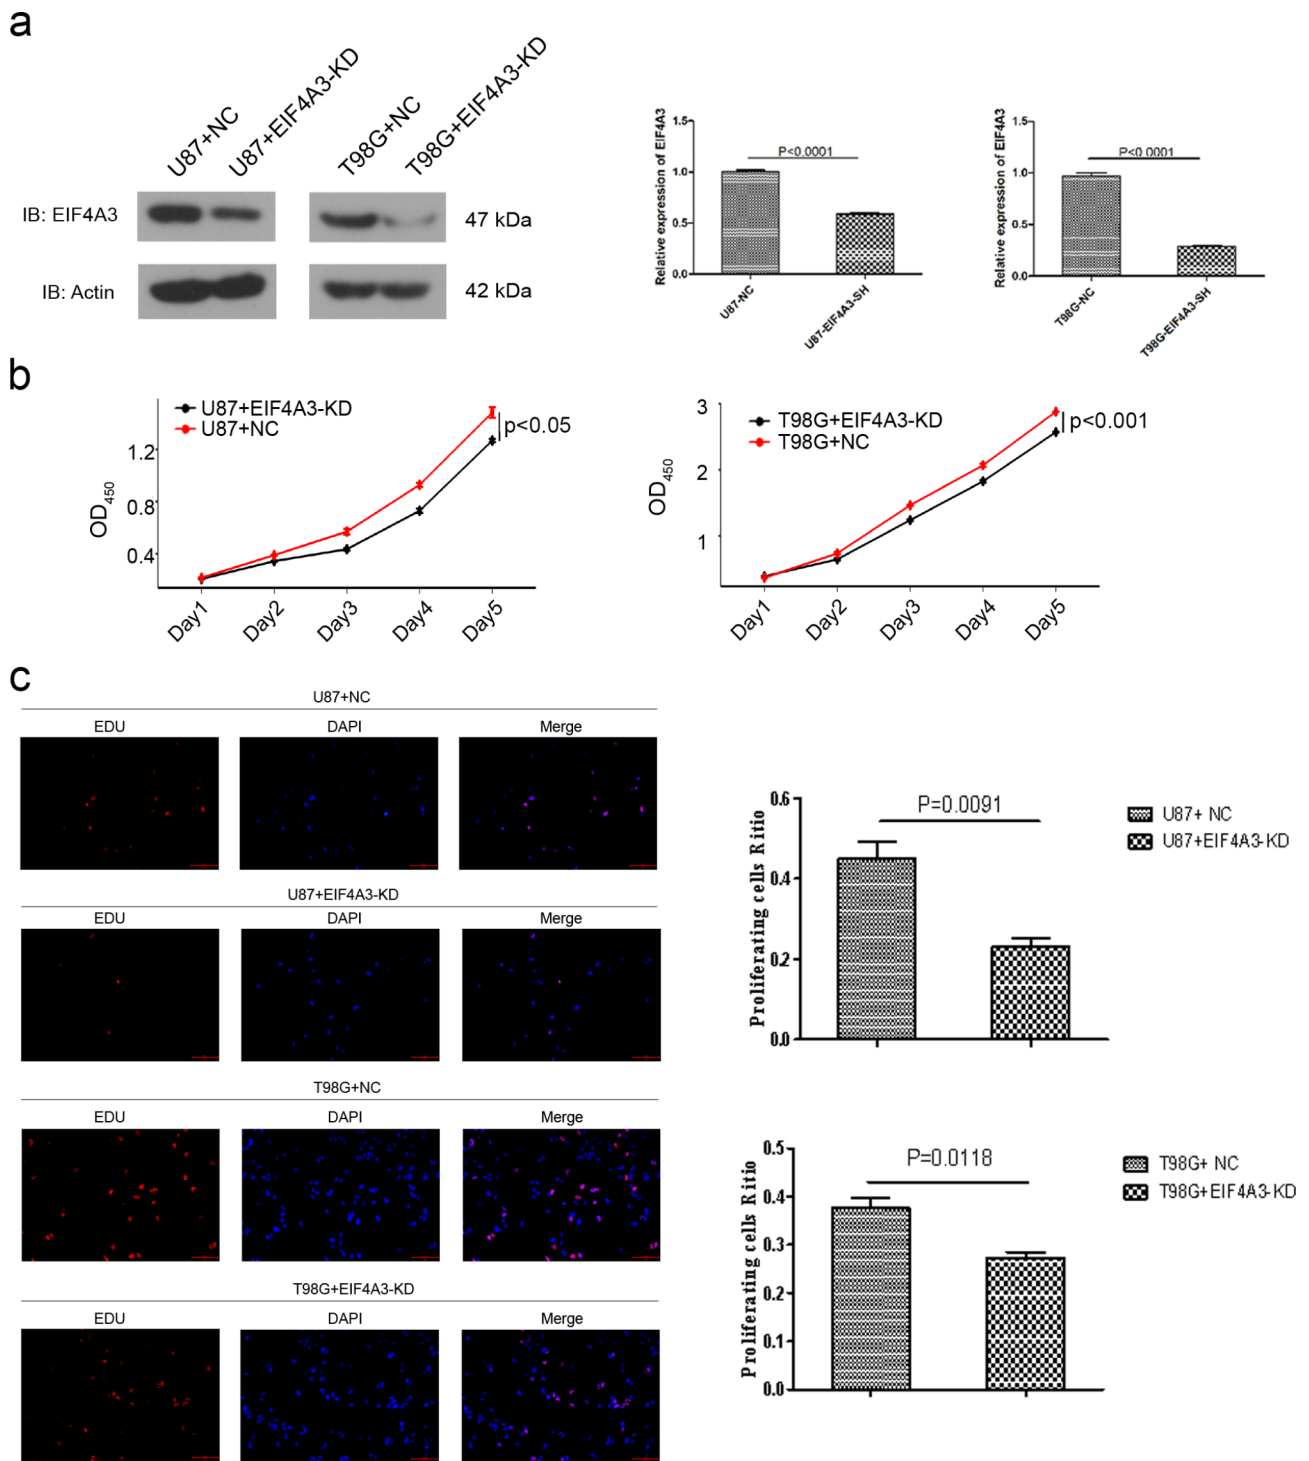 a
U87+NC
U87+EIF4A3-KD
T98G+NC
T98G+EIF4A3-KD
IB: EIF4A3
47 kDa
IB: Actin
42 kDa
Relative expression of EIF4A3
1.5
1.0
0.5
0.0
P<0.0001
U87-NC
U87-EIF4A3-SH
Relative expression of EIF4A3
1.5
1.0
0.5
0.0
P<0.0001
T98G-NC
T98G-EIF4A3-SH
b
U87+EIF4A3-KD
U87+NC
p<0.05
OD450
1.2
0.8
0.4
Day1
Day2
Day3
Day4
Day5
T98G+EIF4A3-KD
T98G+NC
p<0.001
OD450
3
2
1
Day1
Day2
Day3
Day4
Day5
c
U87+NC
EDU DAPI Merge
U87+EIF4A3-KD
EDU DAPI Merge
T98G+NC
EDU DAPI Merge
T98G+EIF4A3-KD
EDU DAPI Merge
Proliferating cells Ritio
0.6
0.4
0.2
0.0
P=0.0091
U87+ NC
U87+EIF4A3-KD
Proliferating cells Ritio
0.5
0.4
0.3
0.2
0.1
0.0
P=0.0118
T98G+ NC
T98G+EIF4A3-KD